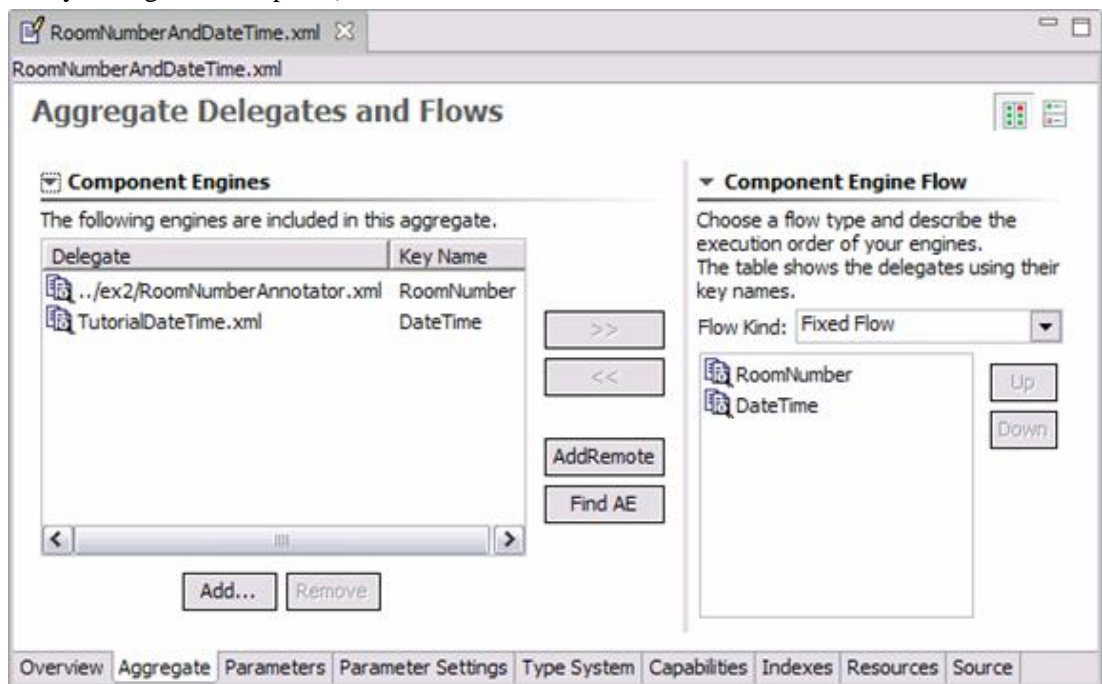 RoomNumberAndDateTime.xml
RoomNumberAndDateTime.xml
Aggregate Delegates and Flows
Component Engines
The following engines are included in this aggregate.
Delegate Key Name
../ex2/RoomNumberAnnotator.xml RoomNumber
TutorialDateTime.xml DateTime
>>
<<
AddRemote
Find AE
Add... Remove
Component Engine Flow
Choose a flow type and describe the
execution order of your engines.
The table shows the delegates using their
key names.
Flow Kind: Fixed Flow
RoomNumber
DateTime
Up
Down
Overview Aggregate Parameters Parameter Settings Type System Capabilities Indexes Resources Source